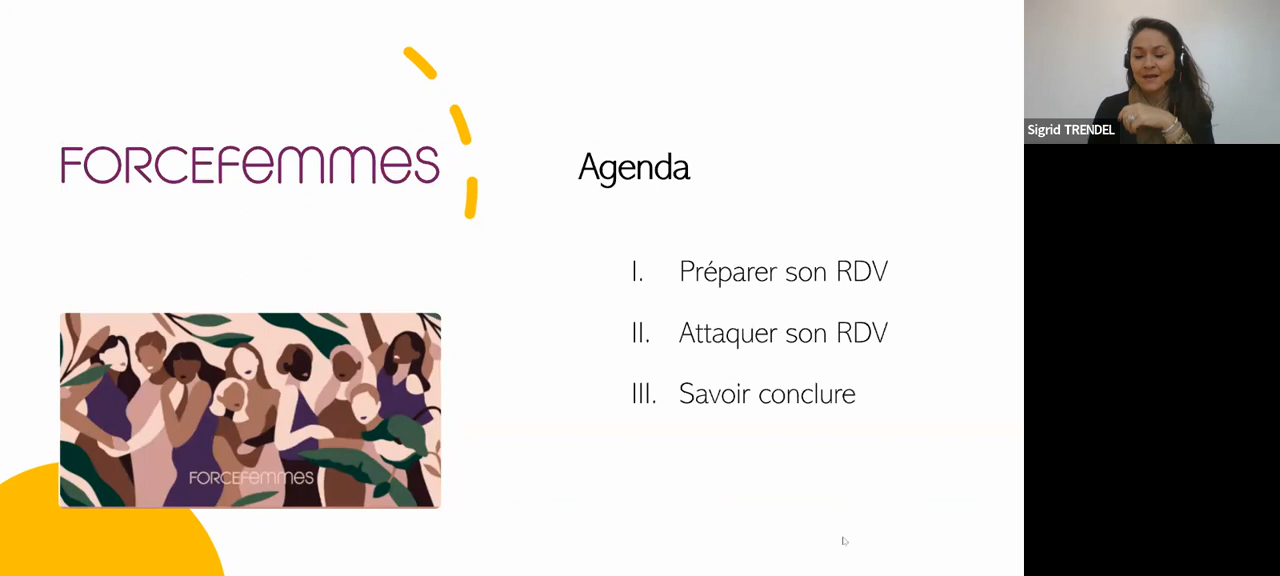 FORCEFEMMES
Agenda
I. Préparer son RDV
II. Attaquer son RDV
III. Savoir conclure
FORCEFEMMES
Sigrid TRENDEL